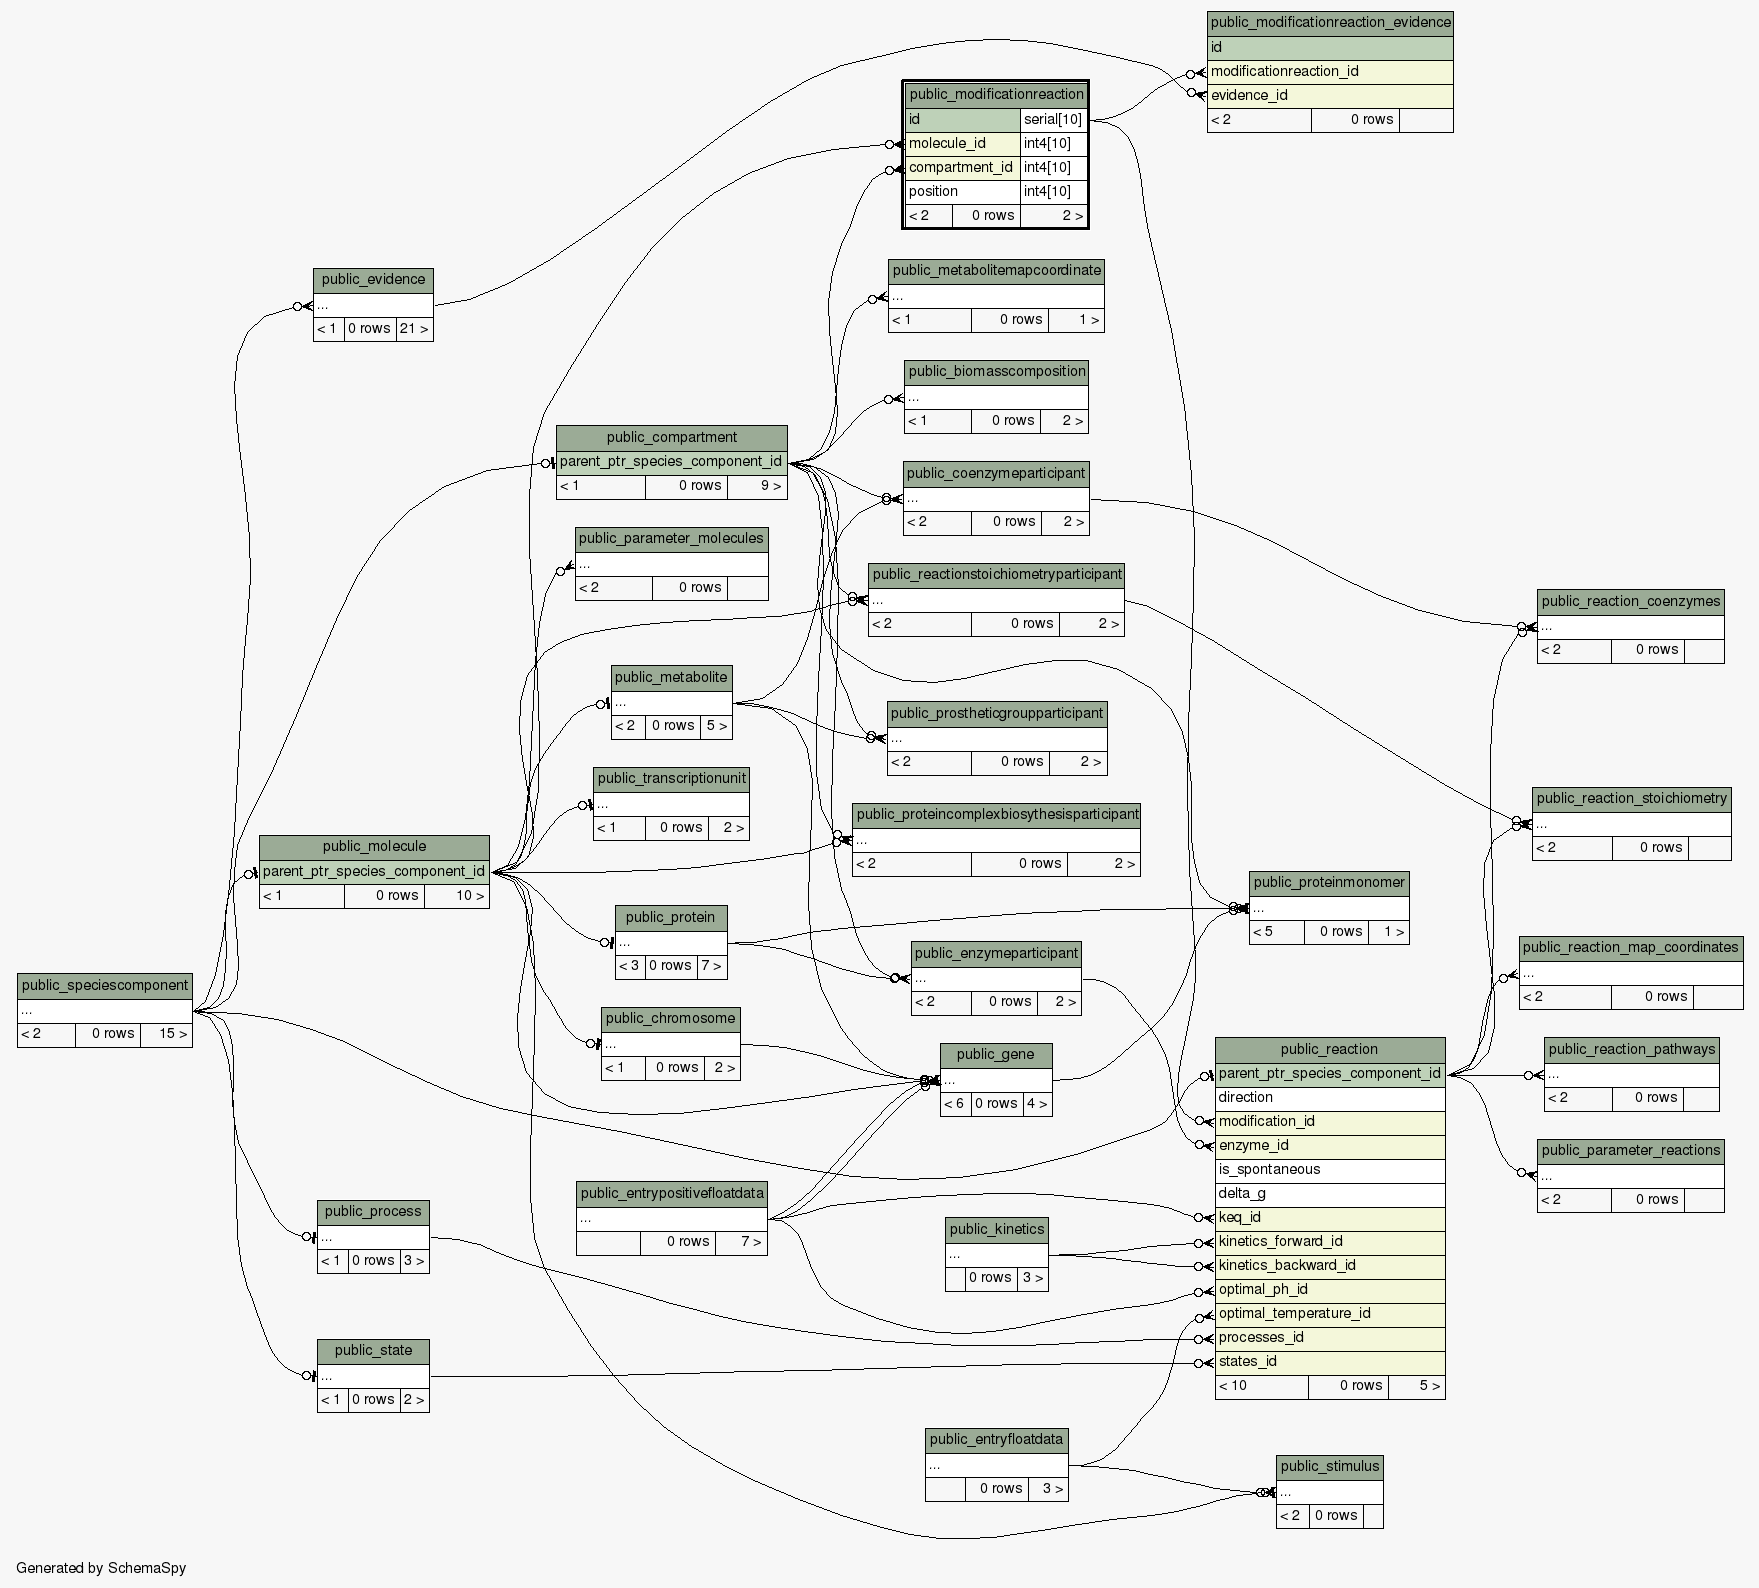 public_modificationreaction_evidence
id
modificationreaction_id
evidence_id
< 2 0 rows
public_modificationreaction
id serial[10]
molecule_id int4[10]
compartment_id int4[10]
position int4[10]
< 2 0 rows 2 >
public_evidence
...
< 1 0 rows 21 >
public_metabolitemapcoordinate
...
< 1 0 rows 1 >
public_biomasscomposition
...
< 1 0 rows 2 >
public_compartment
parent_ptr_species_component_id
< 1 0 rows 9 >
public_coenzymeparticipant
...
< 2 0 rows 2 >
public_parameter_molecules
...
< 2 0 rows
public_reactionstoichiometryparticipant
...
< 2 0 rows 2 >
public_reaction_coenzymes
...
< 2 0 rows
public_metabolite
...
< 2 0 rows 5 >
public_prostheticgroupparticipant
...
< 2 0 rows 2 >
public_transcriptionunit
...
< 1 0 rows 2 >
public_reaction_stoichiometry
...
< 2 0 rows
public_proteincomplexbiosythesisparticipant
...
< 2 0 rows 2 >
public_molecule
parent_ptr_species_component_id
< 1 0 rows 10 >
public_proteinmonomer
...
< 5 0 rows 1 >
public_protein
...
< 3 0 rows 7 >
public_enzymeparticipant
...
< 2 0 rows 2 >
public_reaction_map_coordinates
...
< 2 0 rows
public_speciescomponent
...
< 2 0 rows 15 >
public_chromosome
...
< 1 0 rows 2 >
public_gene
...
< 6 0 rows 4 >
public_reaction
parent_ptr_species_component_id
direction
modification_id
enzyme_id
is_spontaneous
delta_g
keq_id
kinetics_forward_id
kinetics_backward_id
optimal_ph_id
optimal_temperature_id
processes_id
states_id
< 10 0 rows 5 >
public_reaction_pathways
...
< 2 0 rows
public_parameter_reactions
...
< 2 0 rows
public_entrypositivefloatdata
...
0 rows 7 >
public_process
...
< 1 0 rows 3 >
public_kinetics
...
0 rows 3 >
public_state
...
< 1 0 rows 2 >
public_entryfloatdata
...
0 rows 3 >
public_stimulus
...
< 2 0 rows
Generated by SchemaSpy